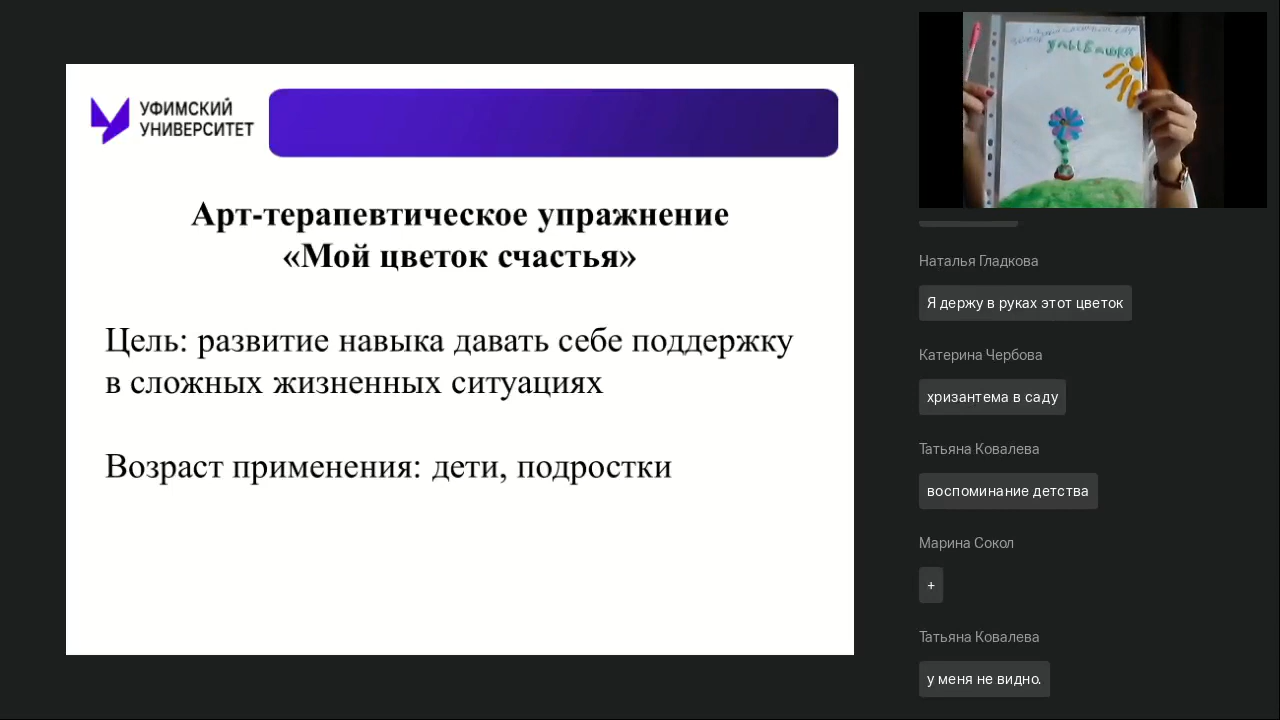 УФИМСКИЙ
УНИВЕРСИТЕТ
Арт-терапевтическое упражнение
«Мой цветок счастья»
Цель: развитие навыка давать себе поддержку
в сложных жизненных ситуациях
Возраст применения: дети, подростки
Наталья Гладкова
Я держу в руках этот цветок
Катерина Чербова
хризантема в саду
Татьяна Ковалева
воспоминание детства
Марина Сокол
+
Татьяна Ковалева
у меня не видно.